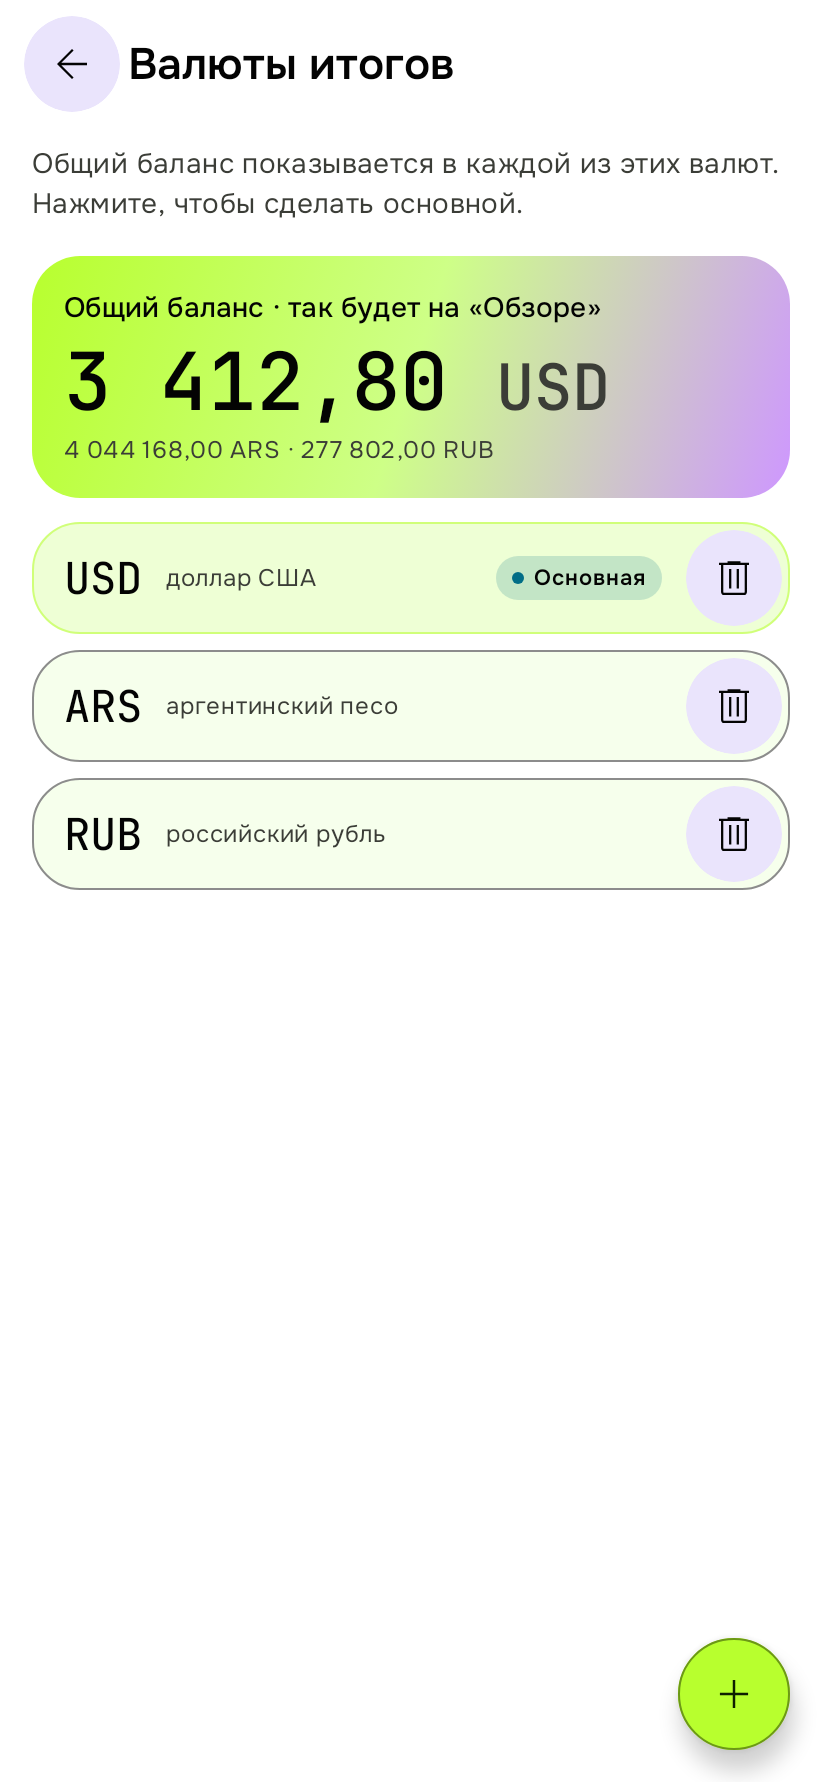 Валюты итогов
Общий баланс показывается в каждой из этих валют.
Нажмите, чтобы сделать основной.
Общий баланс · так будет на «Обзоре»
3 412,80 USD
4 044 168,00 ARS · 277 802,00 RUB
USD доллар США Основная
ARS аргентинский песо
RUB российский рубль